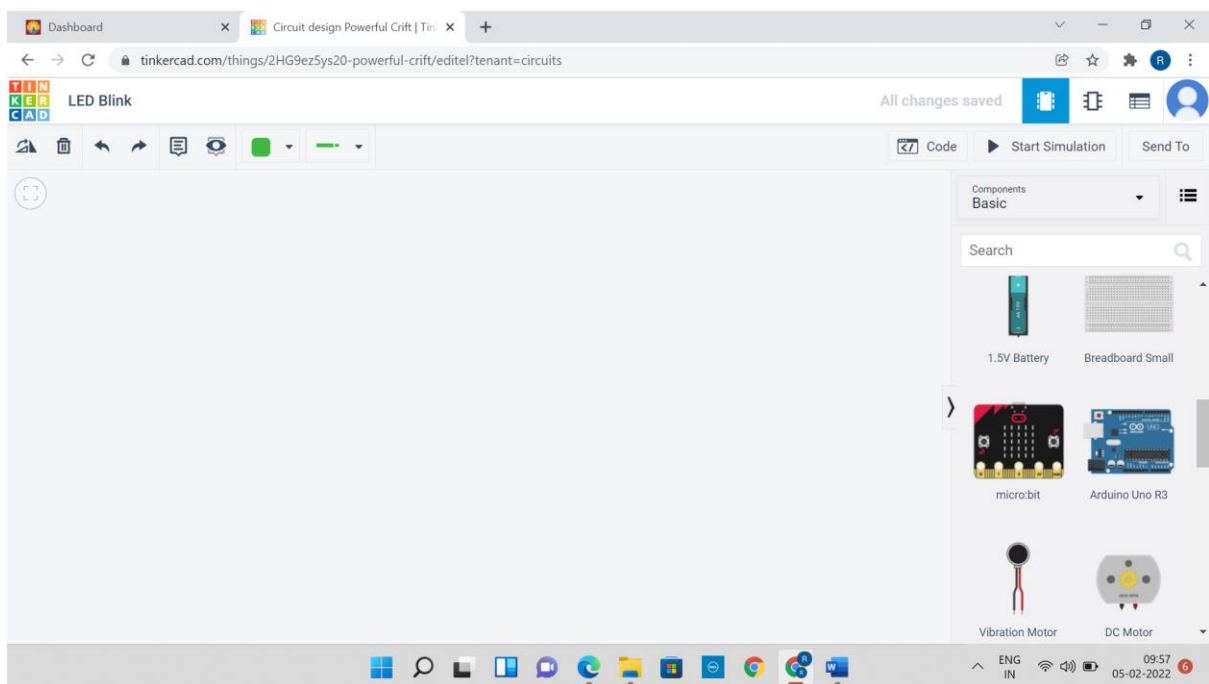 Dashboard
Circuit design Powerful Crift | Tin
tinkercad.com/things/2HG9ez5ys20-powerful-crift/editel?tenant=circuits
R
TIN
KER
CAD
LED Blink
All changes saved
Code
Start Simulation
Send To
Components
Basic
Search
1.5V Battery
Breadboard Small
micro:bit
Arduino Uno R3
Vibration Motor
DC Motor
ENG
IN
09:57
05-02-2022
6